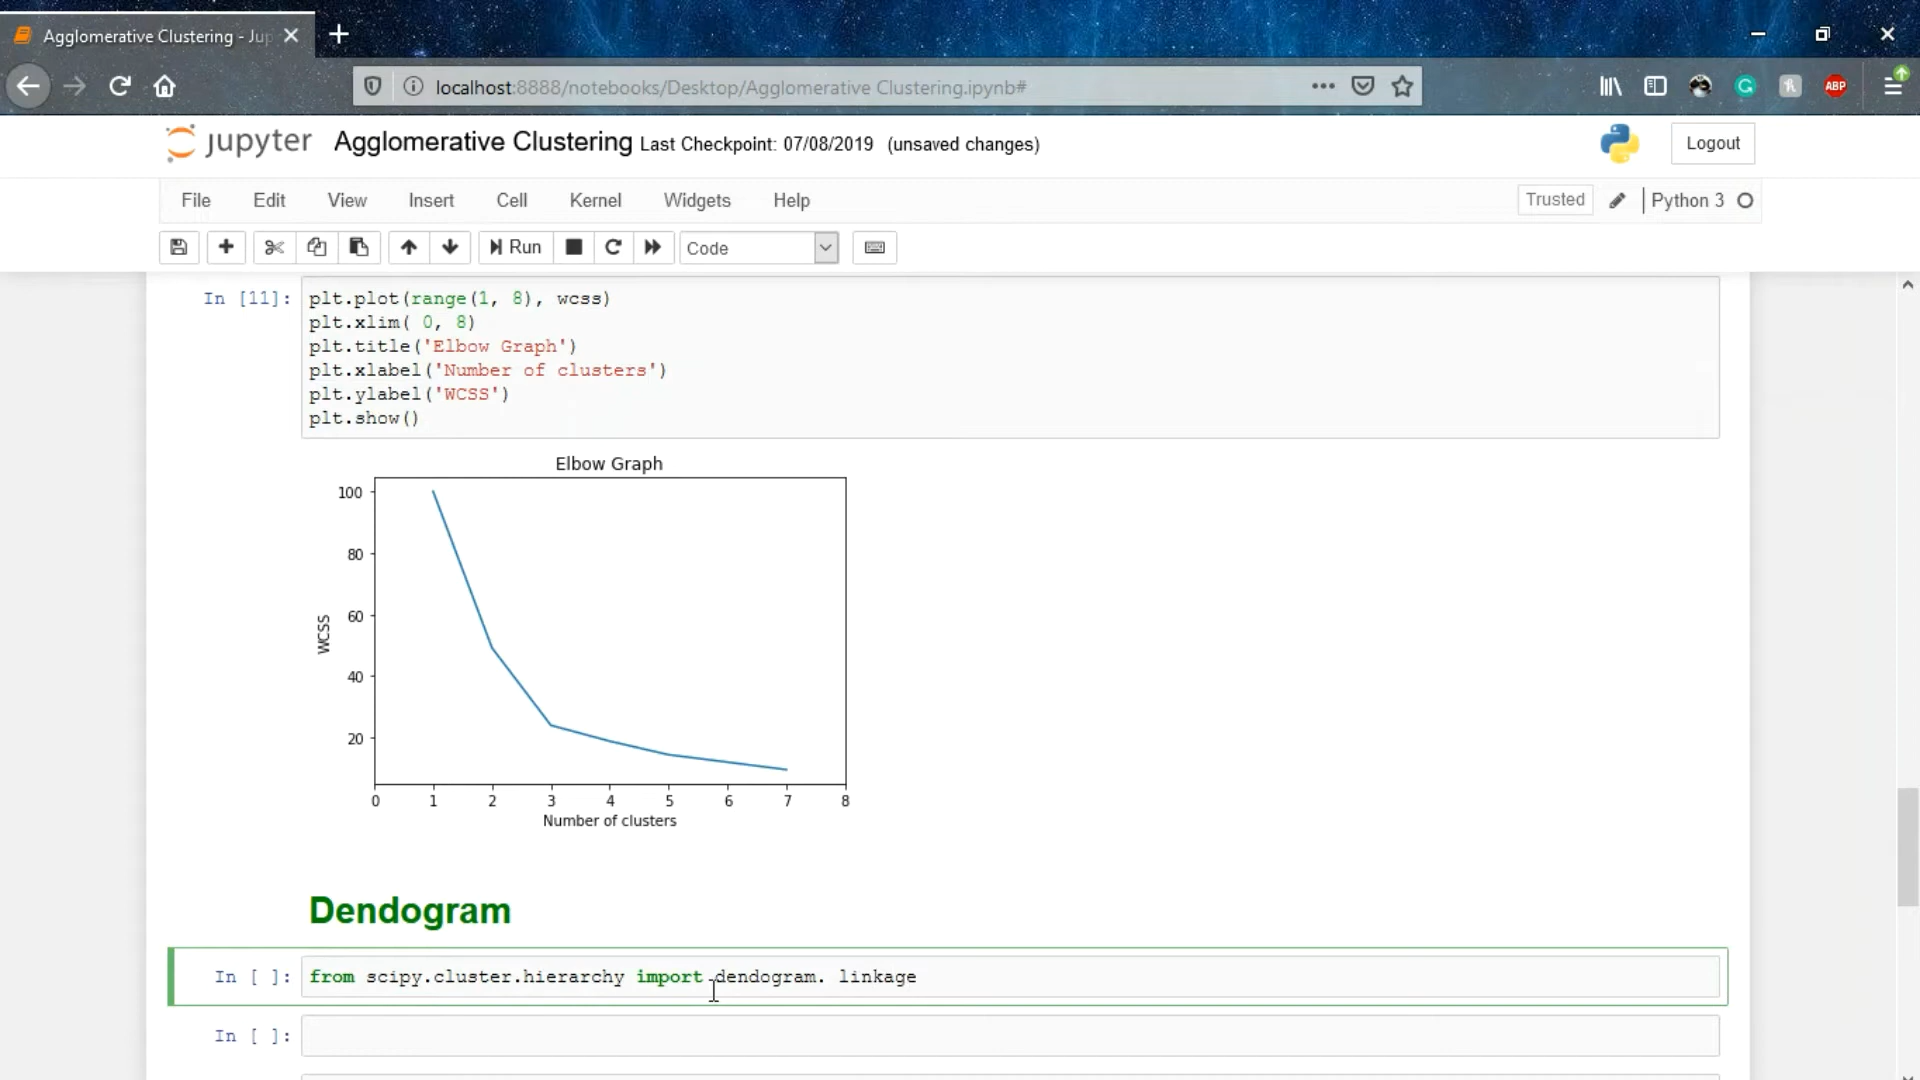 Agglomerative Clustering - Jup
localhost:8888/notebooks/Desktop/Agglomerative Clustering.ipynb#
ABP
jupyter Agglomerative Clustering Last Checkpoint: 07/08/2019 (unsaved changes)
Logout
File Edit View Insert Cell Kernel Widgets Help
Trusted Python 3
Run Code
In [11]: plt.plot(range(1, 8), wcss)
plt.xlim( 0, 8)
plt.title('Elbow Graph')
plt.xlabel('Number of clusters')
plt.ylabel('WCSS')
plt.show()
Elbow Graph
100
80
60
40
20
WCSS
0 1 2 3 4 5 6 7 8
Number of clusters
Dendogram
In [ ]: from scipy.cluster.hierarchy import dendogram. linkage
In [ ]: